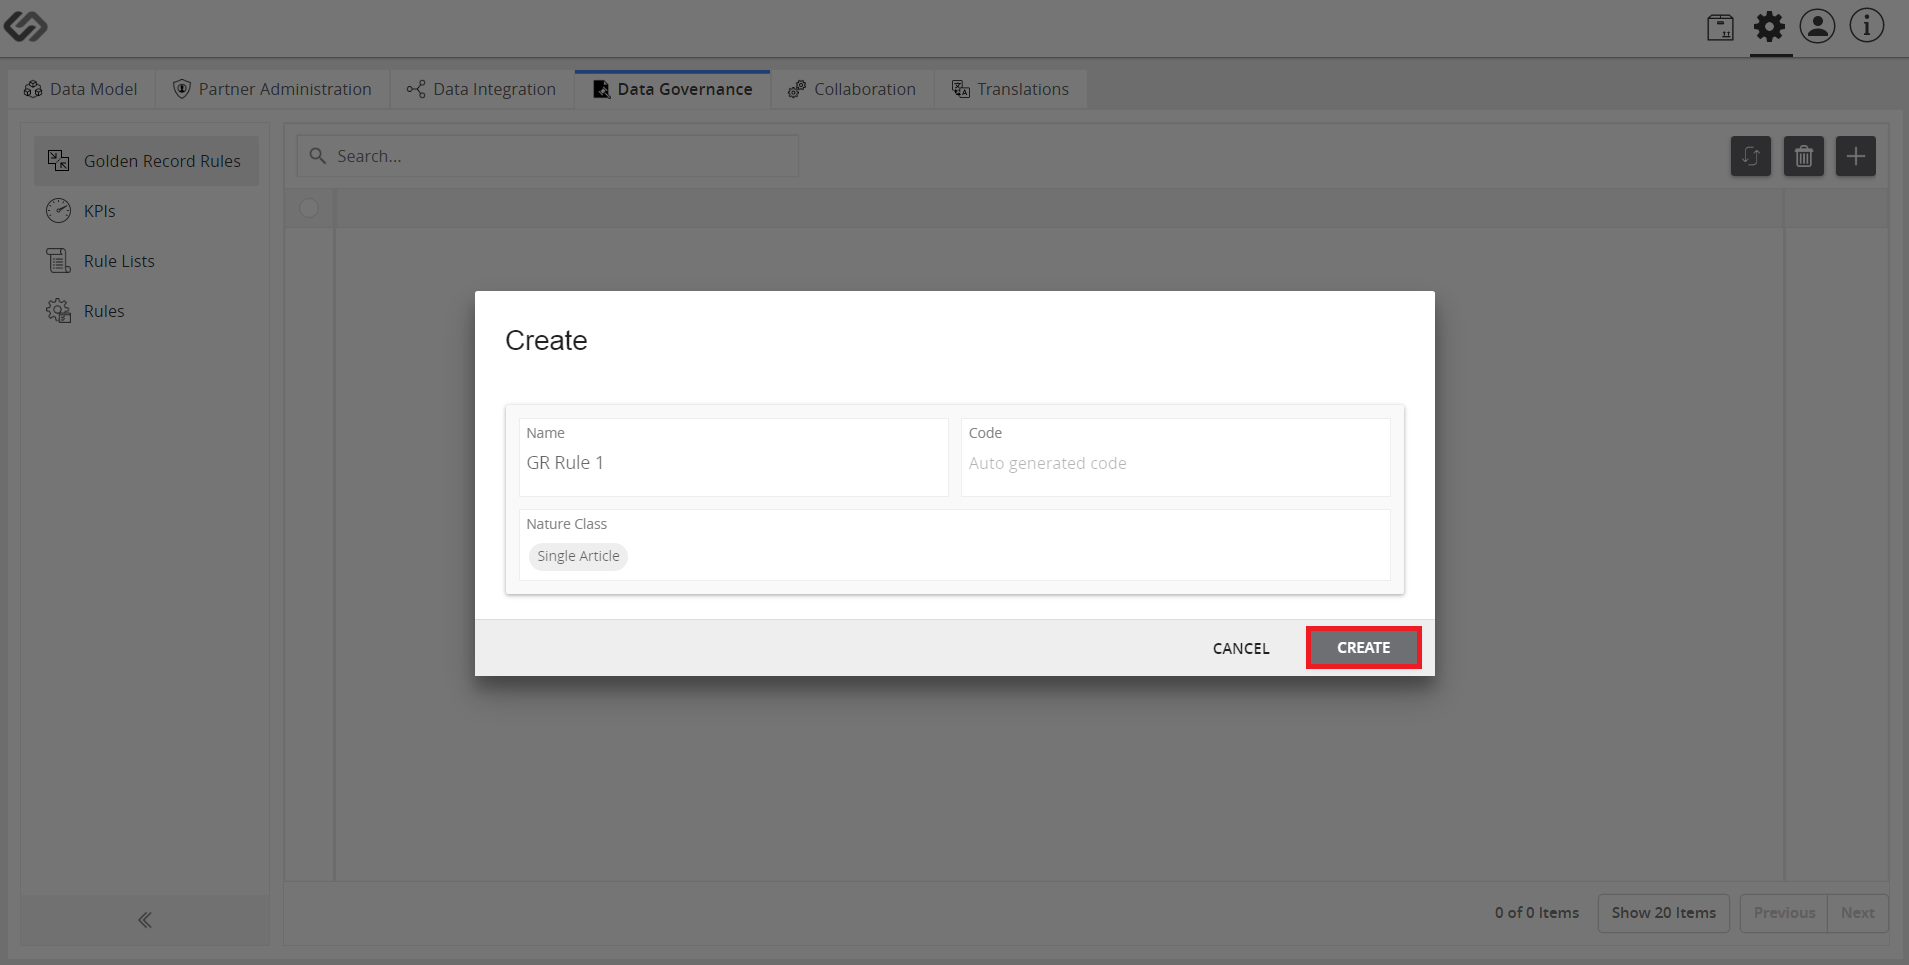 Data Model
Partner Administration
Data Integration
Data Governance
Collaboration
Translations
Golden Record Rules
KPIs
Rule Lists
Rules
Search...
Create
Name
GR Rule 1
Code
Auto generated code
Nature Class
Single Article
CANCEL
CREATE
0 of 0 Items
Show 20 Items
Previous
Next